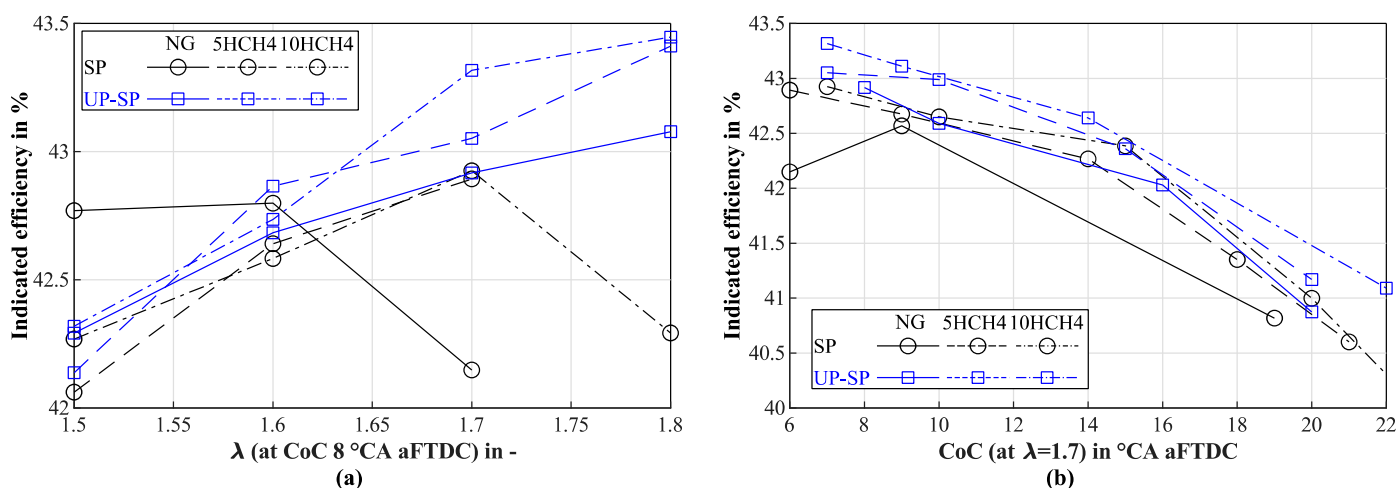 43.5
43
42.5
42
Indicated efficiency in %
NG 5HCH4 10HCH4
SP
UP-SP
1.5 1.55 1.6 1.65 1.7 1.75 1.8
λ (at CoC 8 °CA aFTDC) in -
(a)
44
43.5
43
42.5
42
41.5
41
40.5
40
Indicated efficiency in %
NG 5HCH4 10HCH4
SP
UP-SP
6 8 10 12 14 16 18 20 22
CoC (at λ=1.7) in °CA aFTDC
(b)